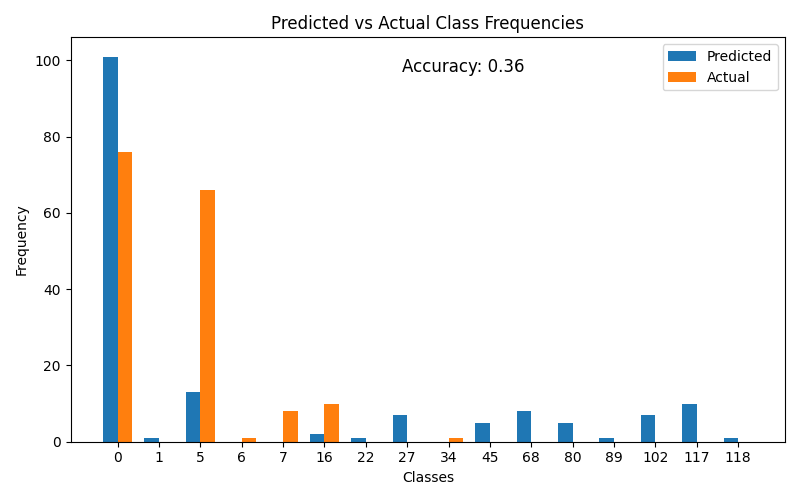 Predicted vs Actual Class Frequencies
Accuracy: 0.36
Predicted
Actual
Frequency
100
80
60
40
20
0
0 1 5 6 7 16 22 27 34 45 68 80 89 102 117 118
Classes